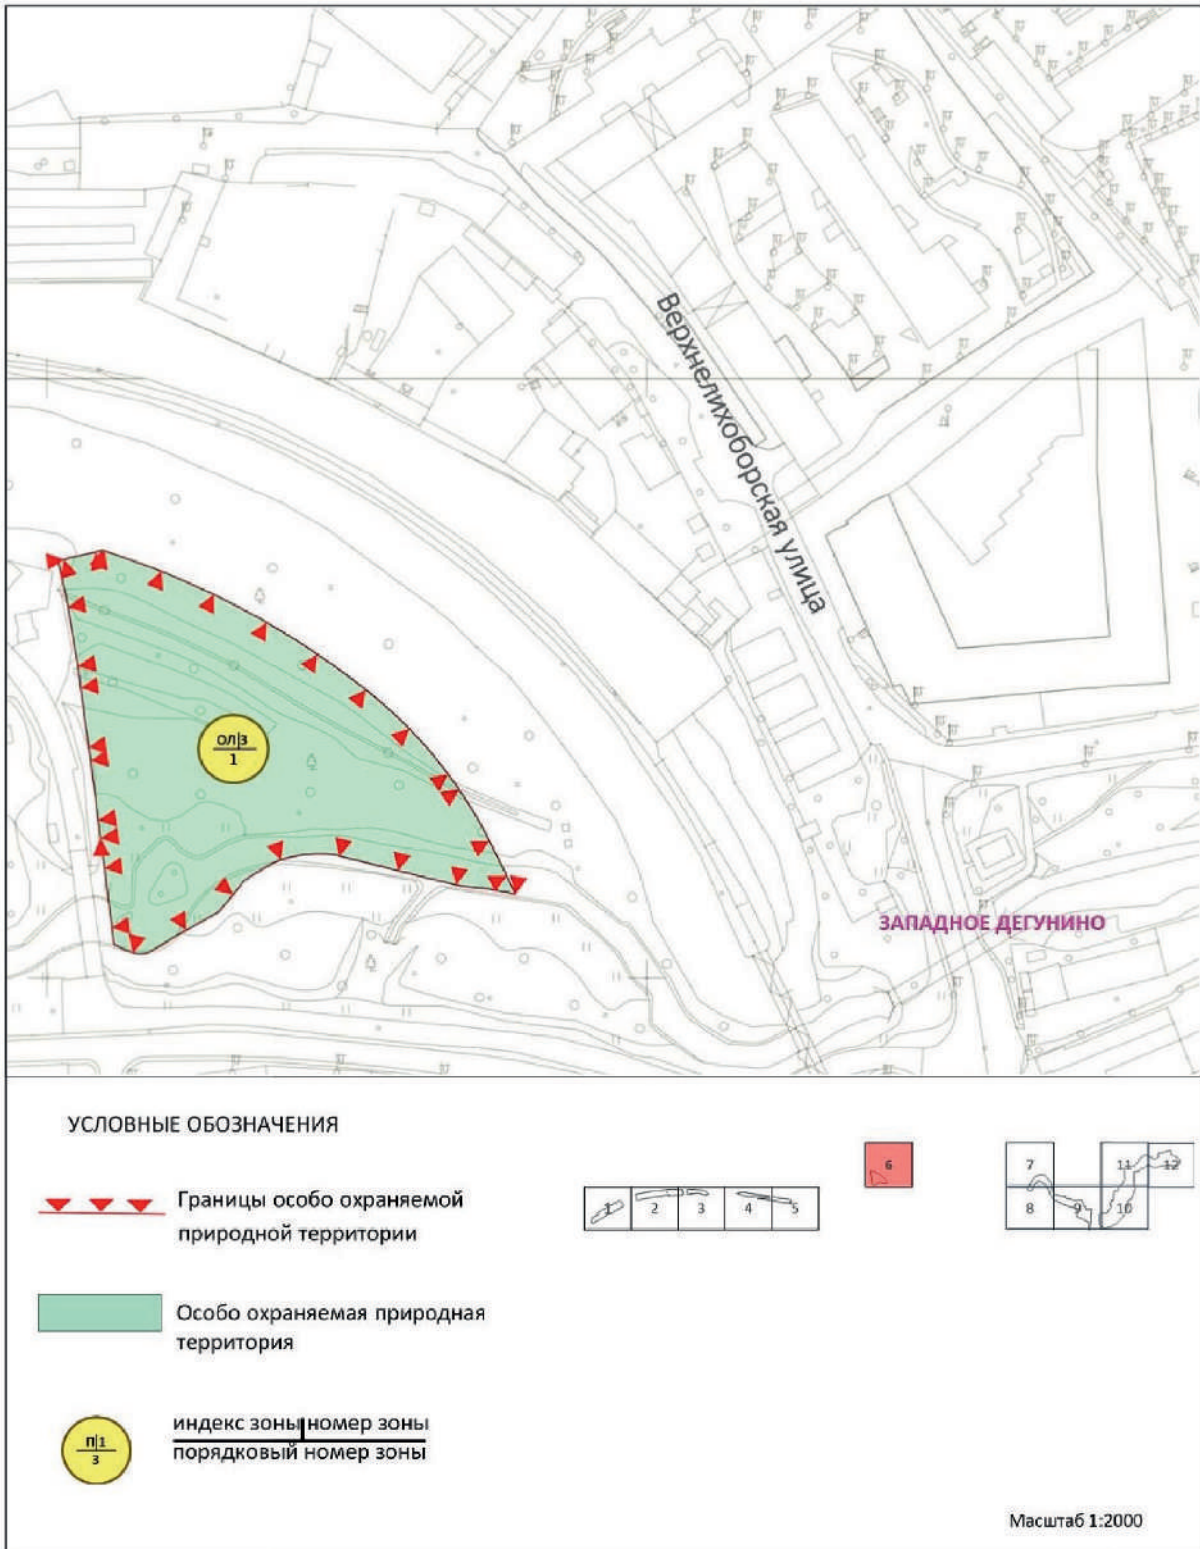 Верхнелихоборская улица
ОЛ|3
1
ЗАПАДНОЕ ДЕГУНИНО
УСЛОВНЫЕ ОБОЗНАЧЕНИЯ
Границы особо охраняемой
природной территории
Особо охраняемая природная
территория
П|1
3
индекс зоны|номер зоны
порядковый номер зоны
1 2 3 4 5
6
7 11 12
8 9 10
Масштаб 1:2000